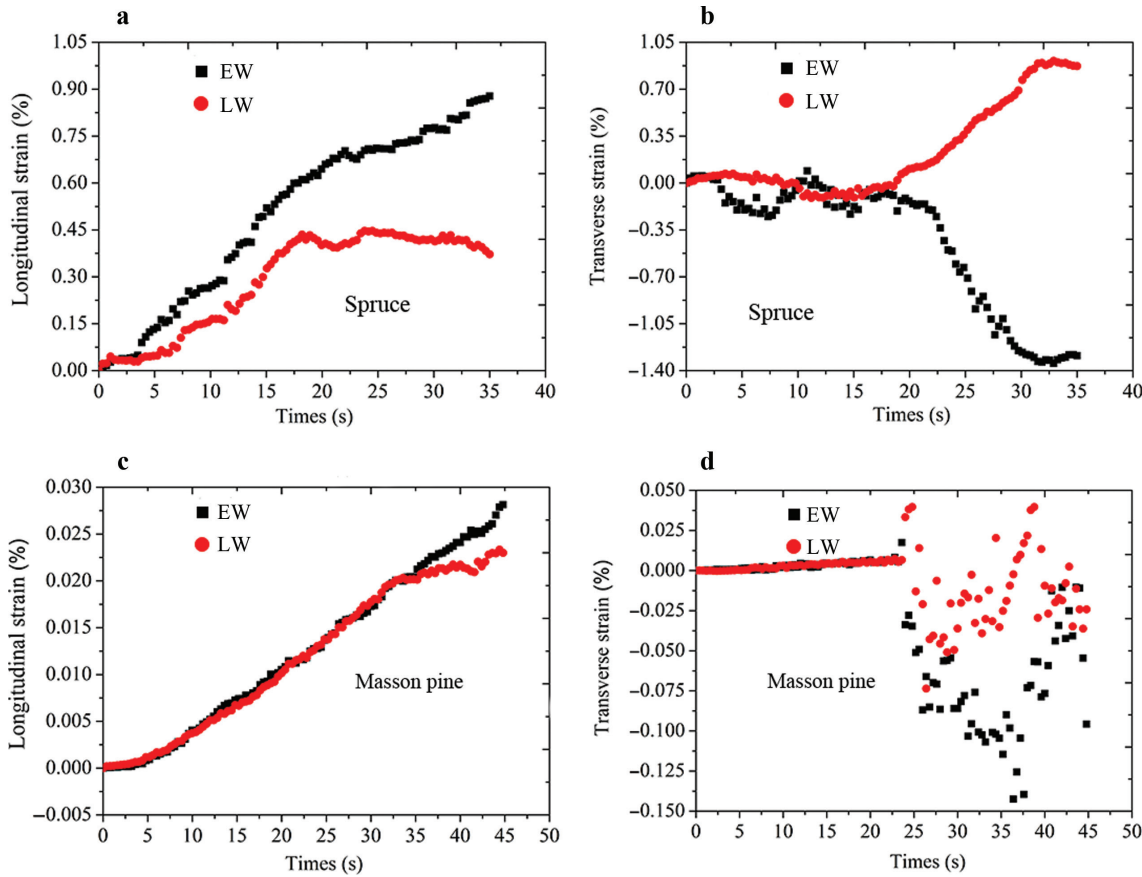 a
1.05
0.90
0.75
0.60
0.45
0.30
0.15
0.00
Longitudinal strain (%)
EW
LW
Spruce
0 5 10 15 20 25 30 35 40
Times (s)
b
1.05
0.70
0.35
0.00
−0.35
−0.70
−1.05
−1.40
Transverse strain (%)
EW
LW
Spruce
0 5 10 15 20 25 30 35 40
Times (s)
c
0.030
0.025
0.020
0.015
0.010
0.005
0.000
−0.005
Longitudinal strain (%)
EW
LW
Masson pine
0 5 10 15 20 25 30 35 40 45 50
Times (s)
d
0.050
0.025
0.000
−0.025
−0.050
−0.075
−0.100
−0.125
−0.150
Transverse strain (%)
EW
LW
Masson pine
0 5 10 15 20 25 30 35 40 45 50
Times (s)